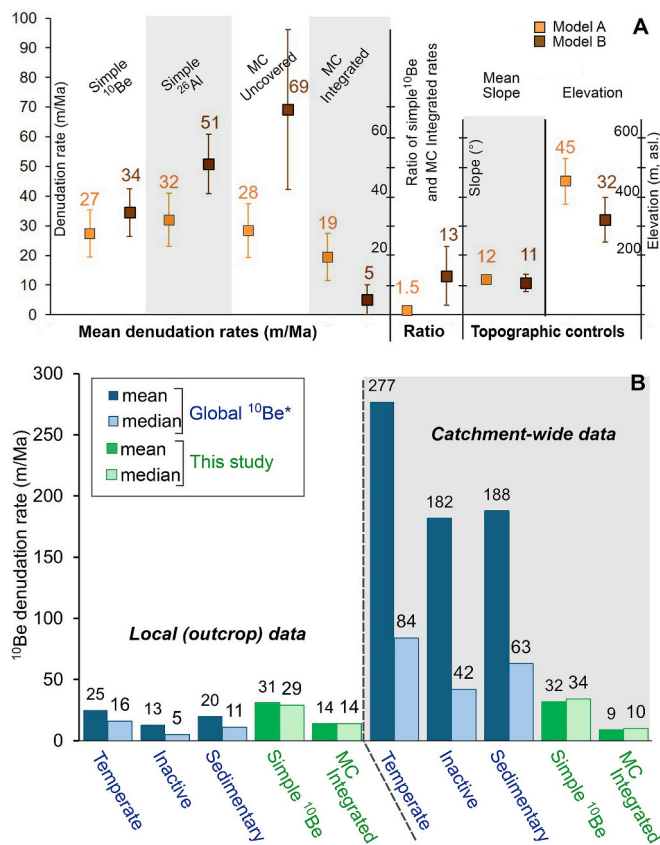 Model A
Model B
A
100
90
80
70
60
50
40
30
20
10
0
Denudation rate (m/Ma)
Simple
¹⁰Be
Simple
²⁶Al
MC
Uncovered
MC
Integrated
Ratio of simple¹⁰Be
and MC Integrated rates
Mean
Slope
Elevation
27
34
32
51
28
69
19
5
1.5
13
12
11
45
32
60
40
20
Slope (°)
600
400
200
Elevation (m, asl.)
Mean denudation rates (m/Ma)
Ratio
Topographic controls
B
300
250
200
150
100
50
0
¹⁰Be denudation rate (m/Ma)
mean
median
Global ¹⁰Be*
mean
median
This study
Local (outcrop) data
Catchment-wide data
25
16
13
5
20
11
31
29
14
14
277
84
182
42
188
63
32
34
9
10
Temperate
Inactive
Sedimentary
Simple ¹⁰Be
MC
Integrated
Temperate
Inactive
Sedimentary
Simple ¹⁰Be
MC
Integrated